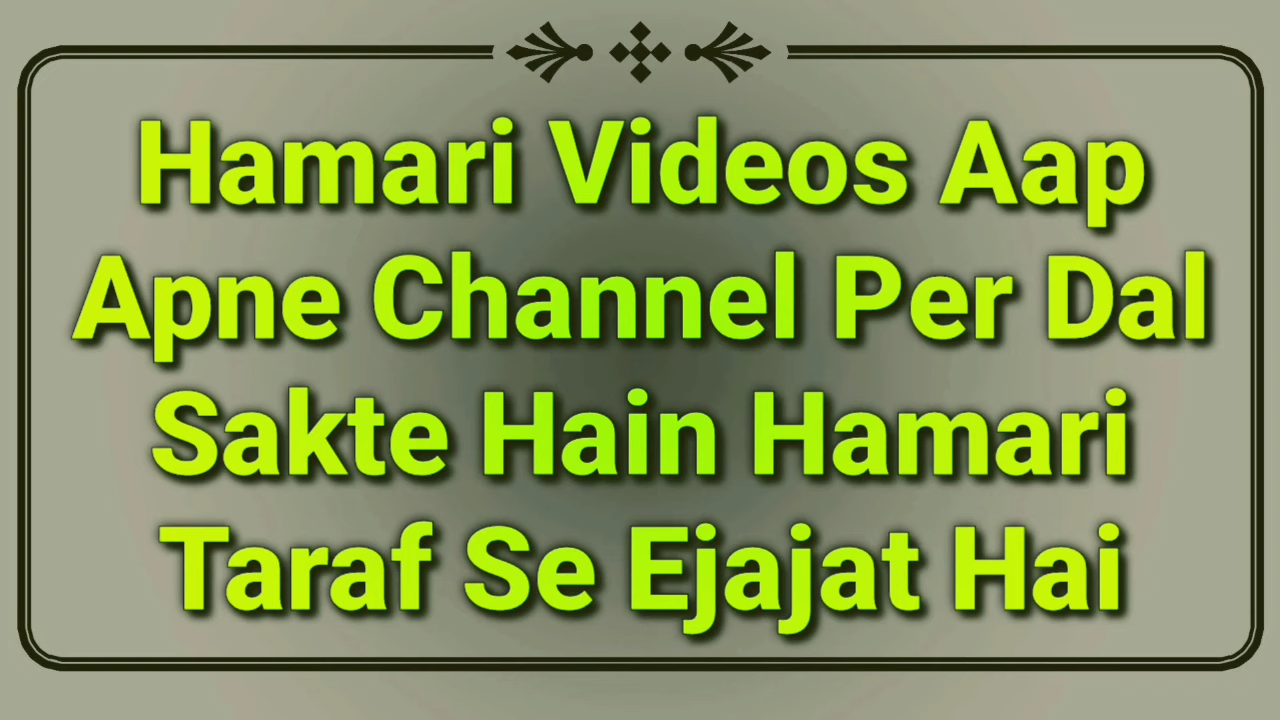 Hamari Videos Aap
Apne Channel Per Dal
Sakte Hain Hamari
Taraf Se Ejajat Hai